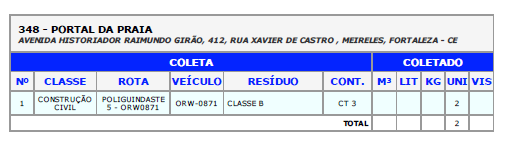 348 - PORTAL DA PRAIA
AVENIDA HISTORIADOR RAIMUNDO GIRÃO, 412, RUA XAVIER DE CASTRO , MEIRELES, FORTALEZA - CE
COLETA COLETADO
Nº CLASSE ROTA VEÍCULO RESÍDUO CONT. M³ LIT KG UNI VIS
1 CONSTRUÇÃO CIVIL POLIGUINDASTE 5 - ORW0871 ORW-0871 CLASSE B CT 3 2
TOTAL 2